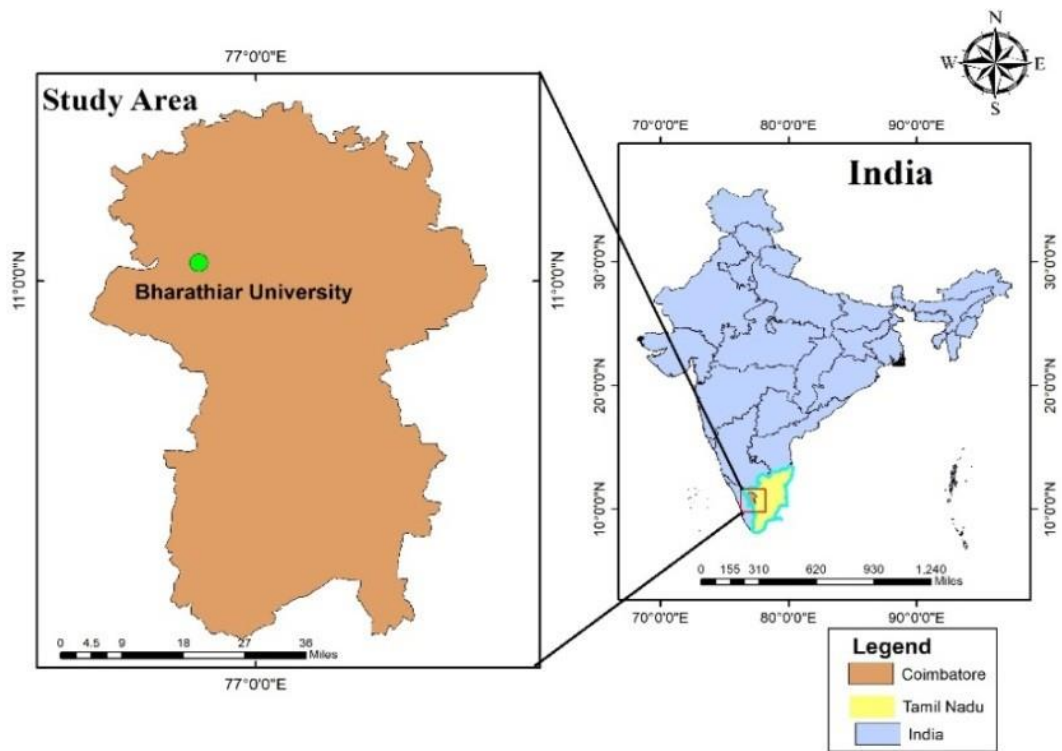 N
W E
S
77°0'0"E
Study Area
11°0'0"N
11°0'0"N
Bharathiar University
0 4.5 9 18 27 36
Miles
77°0'0"E
70°0'0"E 80°0'0"E 90°0'0"E
India
30°0'0"N
20°0'0"N
10°0'0"N
30°0'0"N
20°0'0"N
10°0'0"N
0 155 310 620 930 1,240
Miles
70°0'0"E 80°0'0"E 90°0'0"E
Legend
Coimbatore
Tamil Nadu
India